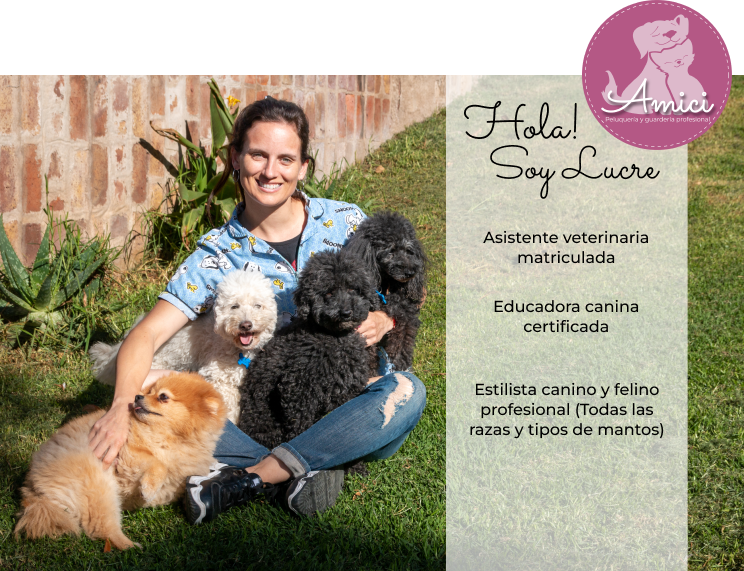 Amici
Peluquería y guardería profesional
Hola!
Soy Lucre
Asistente veterinaria
matriculada
Educadora canina
certificada
Estilista canino y felino
profesional (Todas las
razas y tipos de mantos)